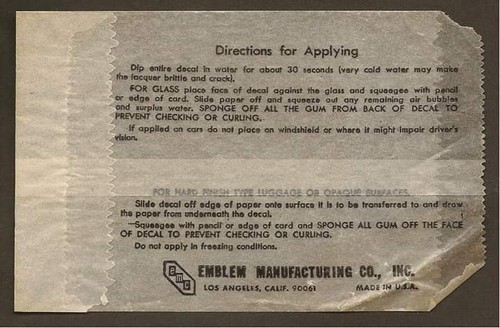 Directions for Applying
Dip entire decal in water for about 30 seconds (very cold water may make
the lacquer brittle and crack).
FOR GLASS place face of decal against the glass and squeegee with pencil
or edge of card. Slide paper off and squeeze out any remaining air bubbles
and surplus water. SPONGE OFF ALL THE GUM FROM BACK OF DECAL TO
PREVENT CHECKING OR CURLING.
If applied on cars do not place on windshield or where it might impair driver's
vision.
FOR HARD FINISH TYPE LUGGAGE OR OPAQUE SURFACES.
Slide decal off edge of paper onto surface it is to be transferred to and draw
the paper from underneath the decal.
Squeegee with pencil or edge of card and SPONGE ALL GUM OFF THE FACE
OF DECAL TO PREVENT CHECKING OR CURLING.
Do not apply in freezing conditions.
EMC EMBLEM MANUFACTURING CO., INC.
LOS ANGELES, CALIF. 90061 MADE IN U.S.A.